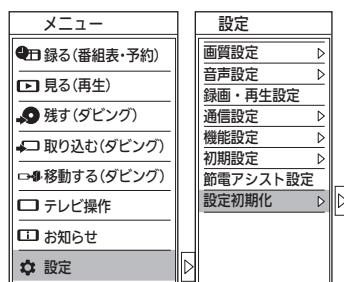 メニュー
録る(番組表・予約)
見る(再生)
残す(ダビング)
取り込む(ダビング)
移動する(ダビング)
テレビ操作
お知らせ
設定
設定
画質設定
音声設定
録画・再生設定
通信設定
機能設定
初期設定
節電アシスト設定
設定初期化